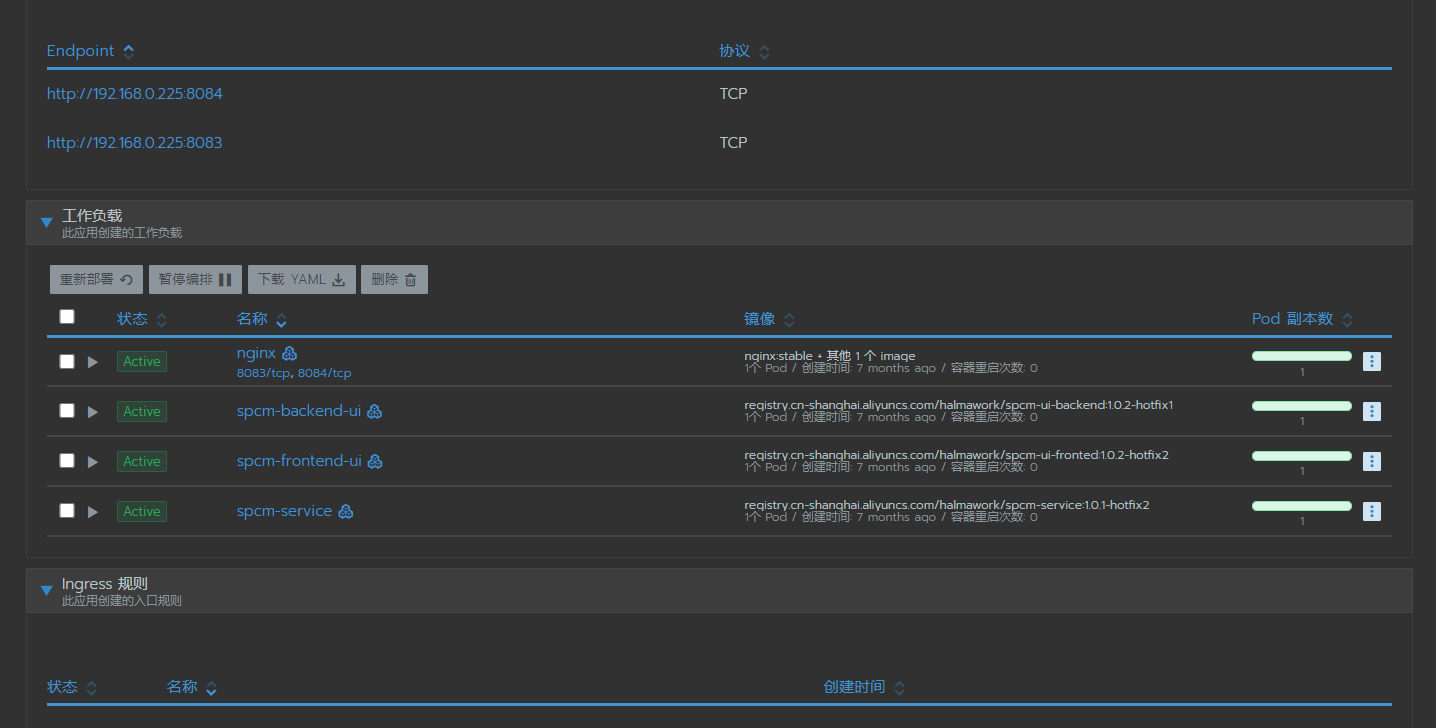 Endpoint 协议
http://192.168.0.225:8084 TCP
http://192.168.0.225:8083 TCP
工作负载
此应用创建的工作负载
重新部署 暂停编排 下载 YAML 删除
状态 名称 镜像 Pod 副本数
Active nginx nginx:stable + 其他 1 个 image
8083/tcp, 8084/tcp 1个 Pod / 创建时间: 7 months ago / 容器重启次数: 0 1
Active spcm-backend-ui registry.cn-shanghai.aliyuncs.com/halmawork/spcm-ui-backend:1.0.2-hotfix1
1个 Pod / 创建时间: 7 months ago / 容器重启次数: 0 1
Active spcm-frontend-ui registry.cn-shanghai.aliyuncs.com/halmawork/spcm-ui-fronted:1.0.2-hotfix2
1个 Pod / 创建时间: 7 months ago / 容器重启次数: 0 1
Active spcm-service registry.cn-shanghai.aliyuncs.com/halmawork/spcm-service:1.0.1-hotfix2
1个 Pod / 创建时间: 7 months ago / 容器重启次数: 0 1
Ingress 规则
此应用创建的入口规则
状态 名称 创建时间